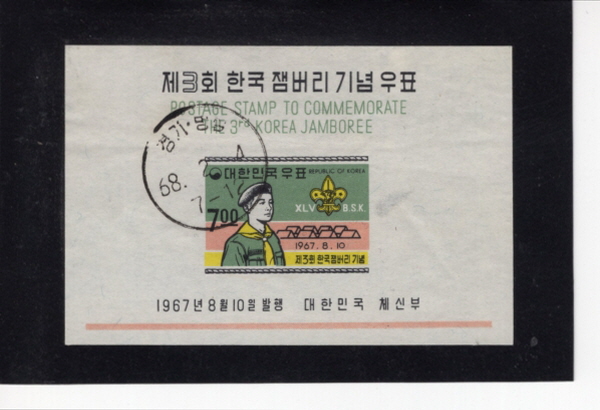 제3회 한국 잼버리 기념 우표
POSTAGE STAMP TO COMMEMORATE
THE 3rd KOREA JAMBOREE
경기·
68. 2. 
대한민국우표 REPUBLIC OF KOREA
7.00
XLV B.S.K.
1967. 8. 10
제3회 한국잼버리 기념
1967년 8월 10일 발행 대한민국 체신부